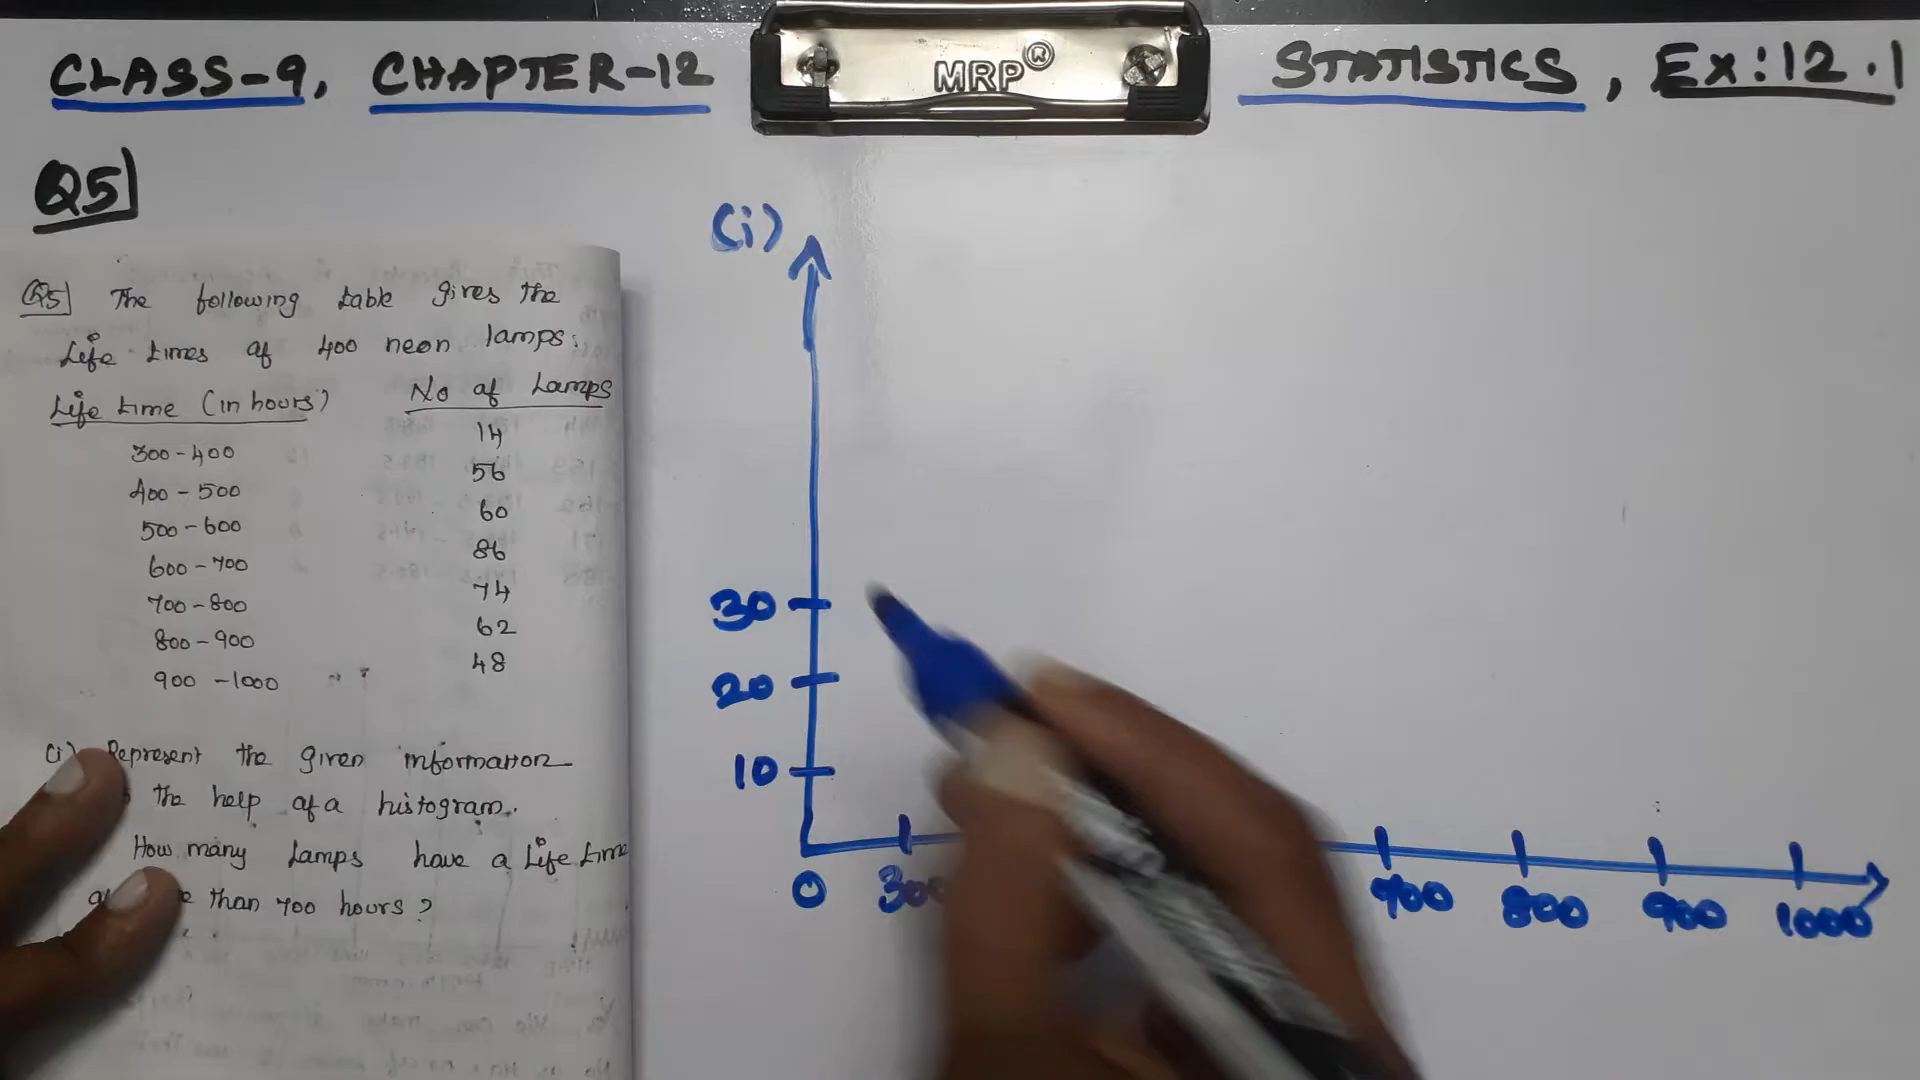 CLASS-9, CHAPTER-12
MRP®
STATISTICS, Ex:12.1
Q5
Q5 The following table gives the
Life times of 400 neon lamps:
Life time (in hours) No of Lamps
300-400 14
400-500 56
500-600 60
600-700 86
700-800 74
800-900 62
900-1000 48
(i) Represent the given information
the help of a histogram.
How many Lamps have a Life time
than 700 hours?
(i)
30
20
10
0 300 900 800 900 1000